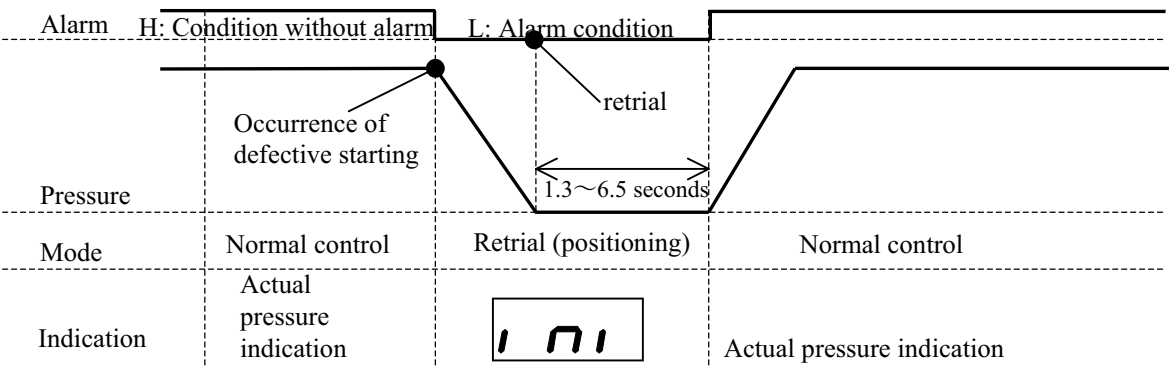 Alarm H: Condition without alarm L: Alarm condition
retrial
Occurrence of
defective starting
1.3～6.5 seconds
Pressure
Mode Normal control Retrial (positioning) Normal control
Actual
pressure
indication
Indication ini Actual pressure indication